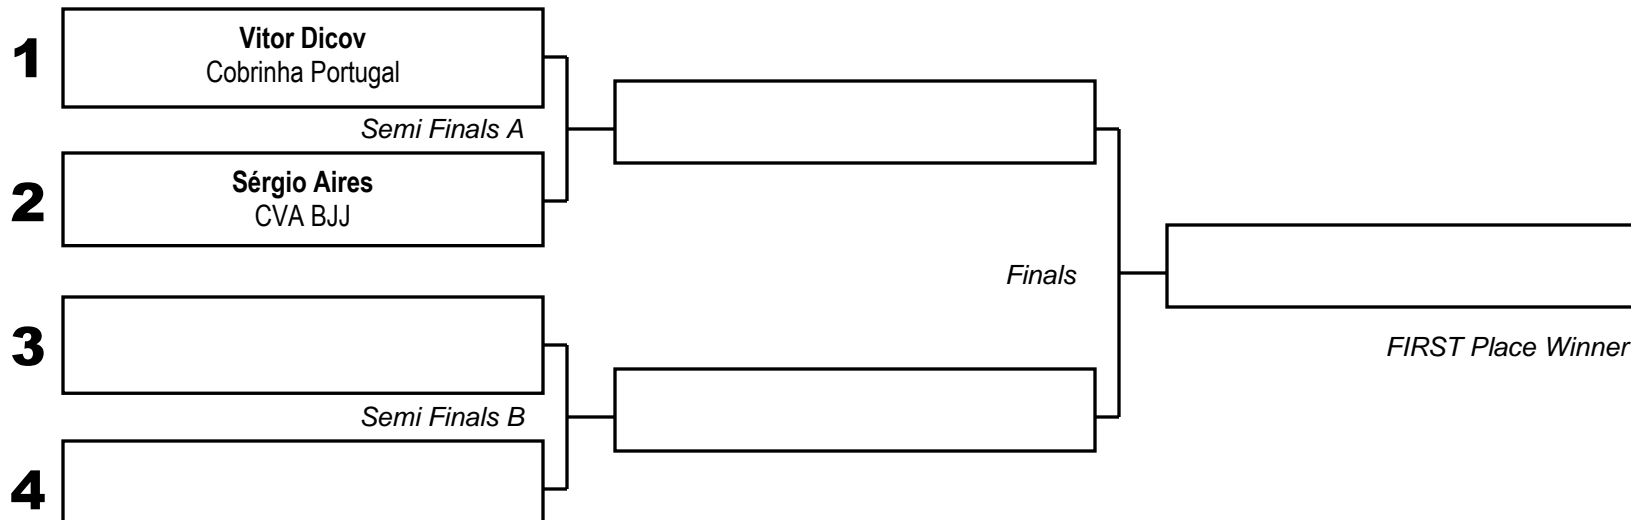 1
Vitor Dicov
Cobrinha Portugal
Semi Finals A
2
Sérgio Aires
CVA BJJ
Finals
3
FIRST Place Winner
Semi Finals B
4